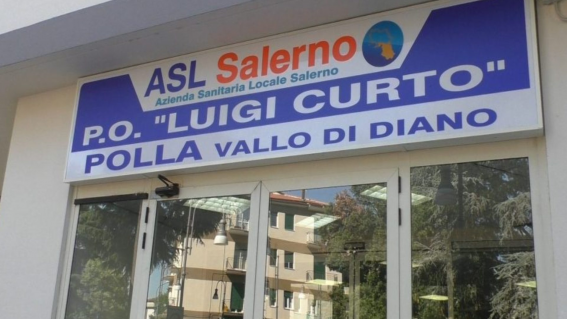 ASL Salerno
Azienda Sanitaria Locale Salerno
P.O. "LUIGI CURTO"
POLLA VALLO DI DIANO